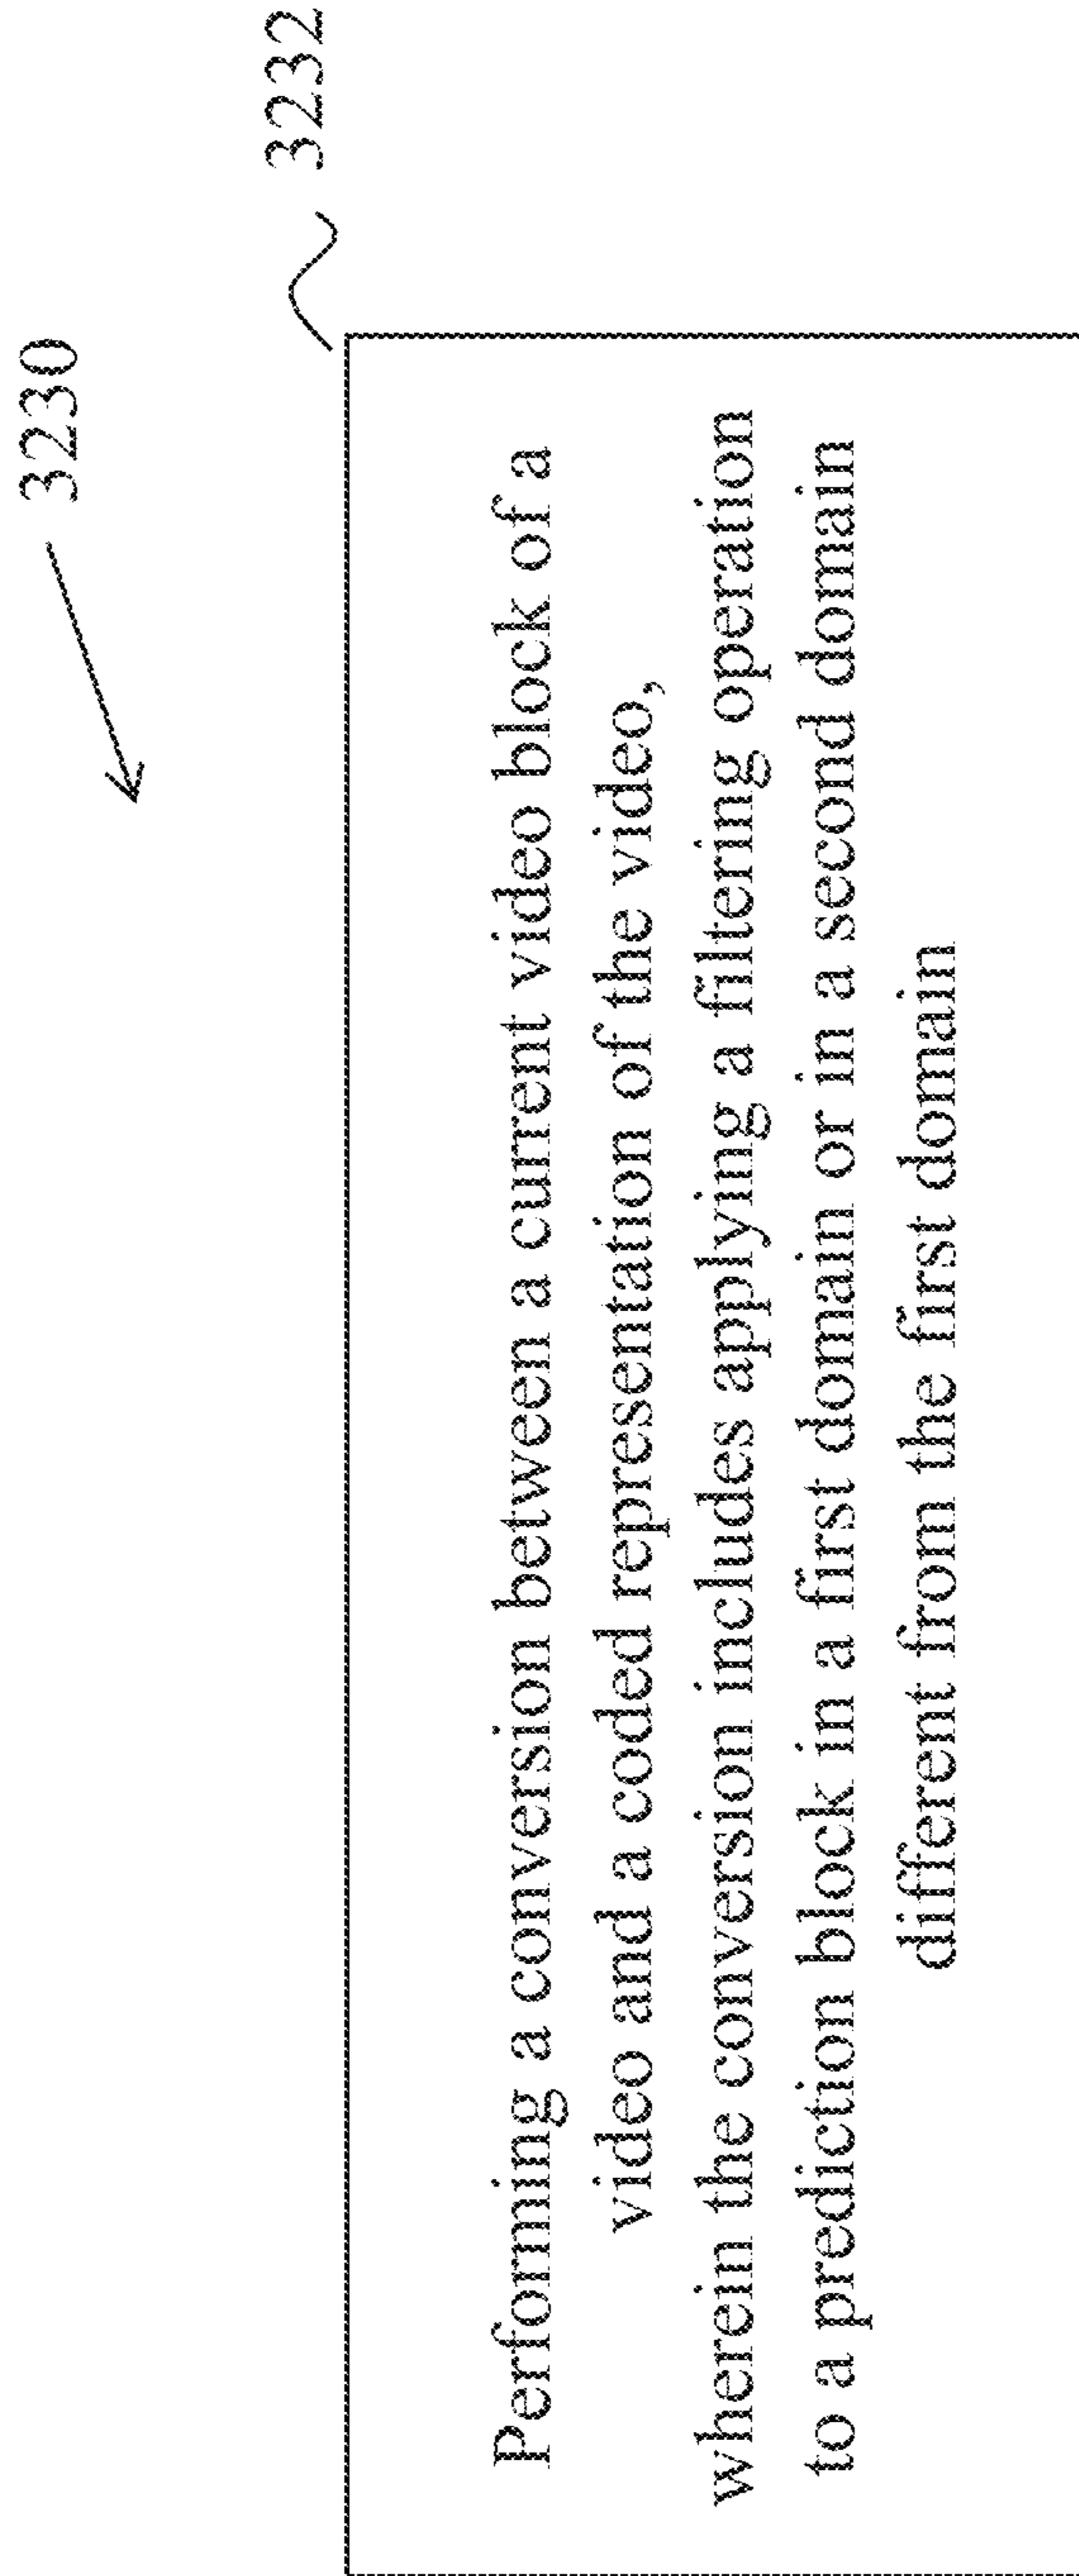 3230
3232
Performing a conversion between a current video block of a
video and a coded representation of the video,
wherein the conversion includes applying a filtering operation
to a prediction block in a first domain or in a second domain
different from the first domain